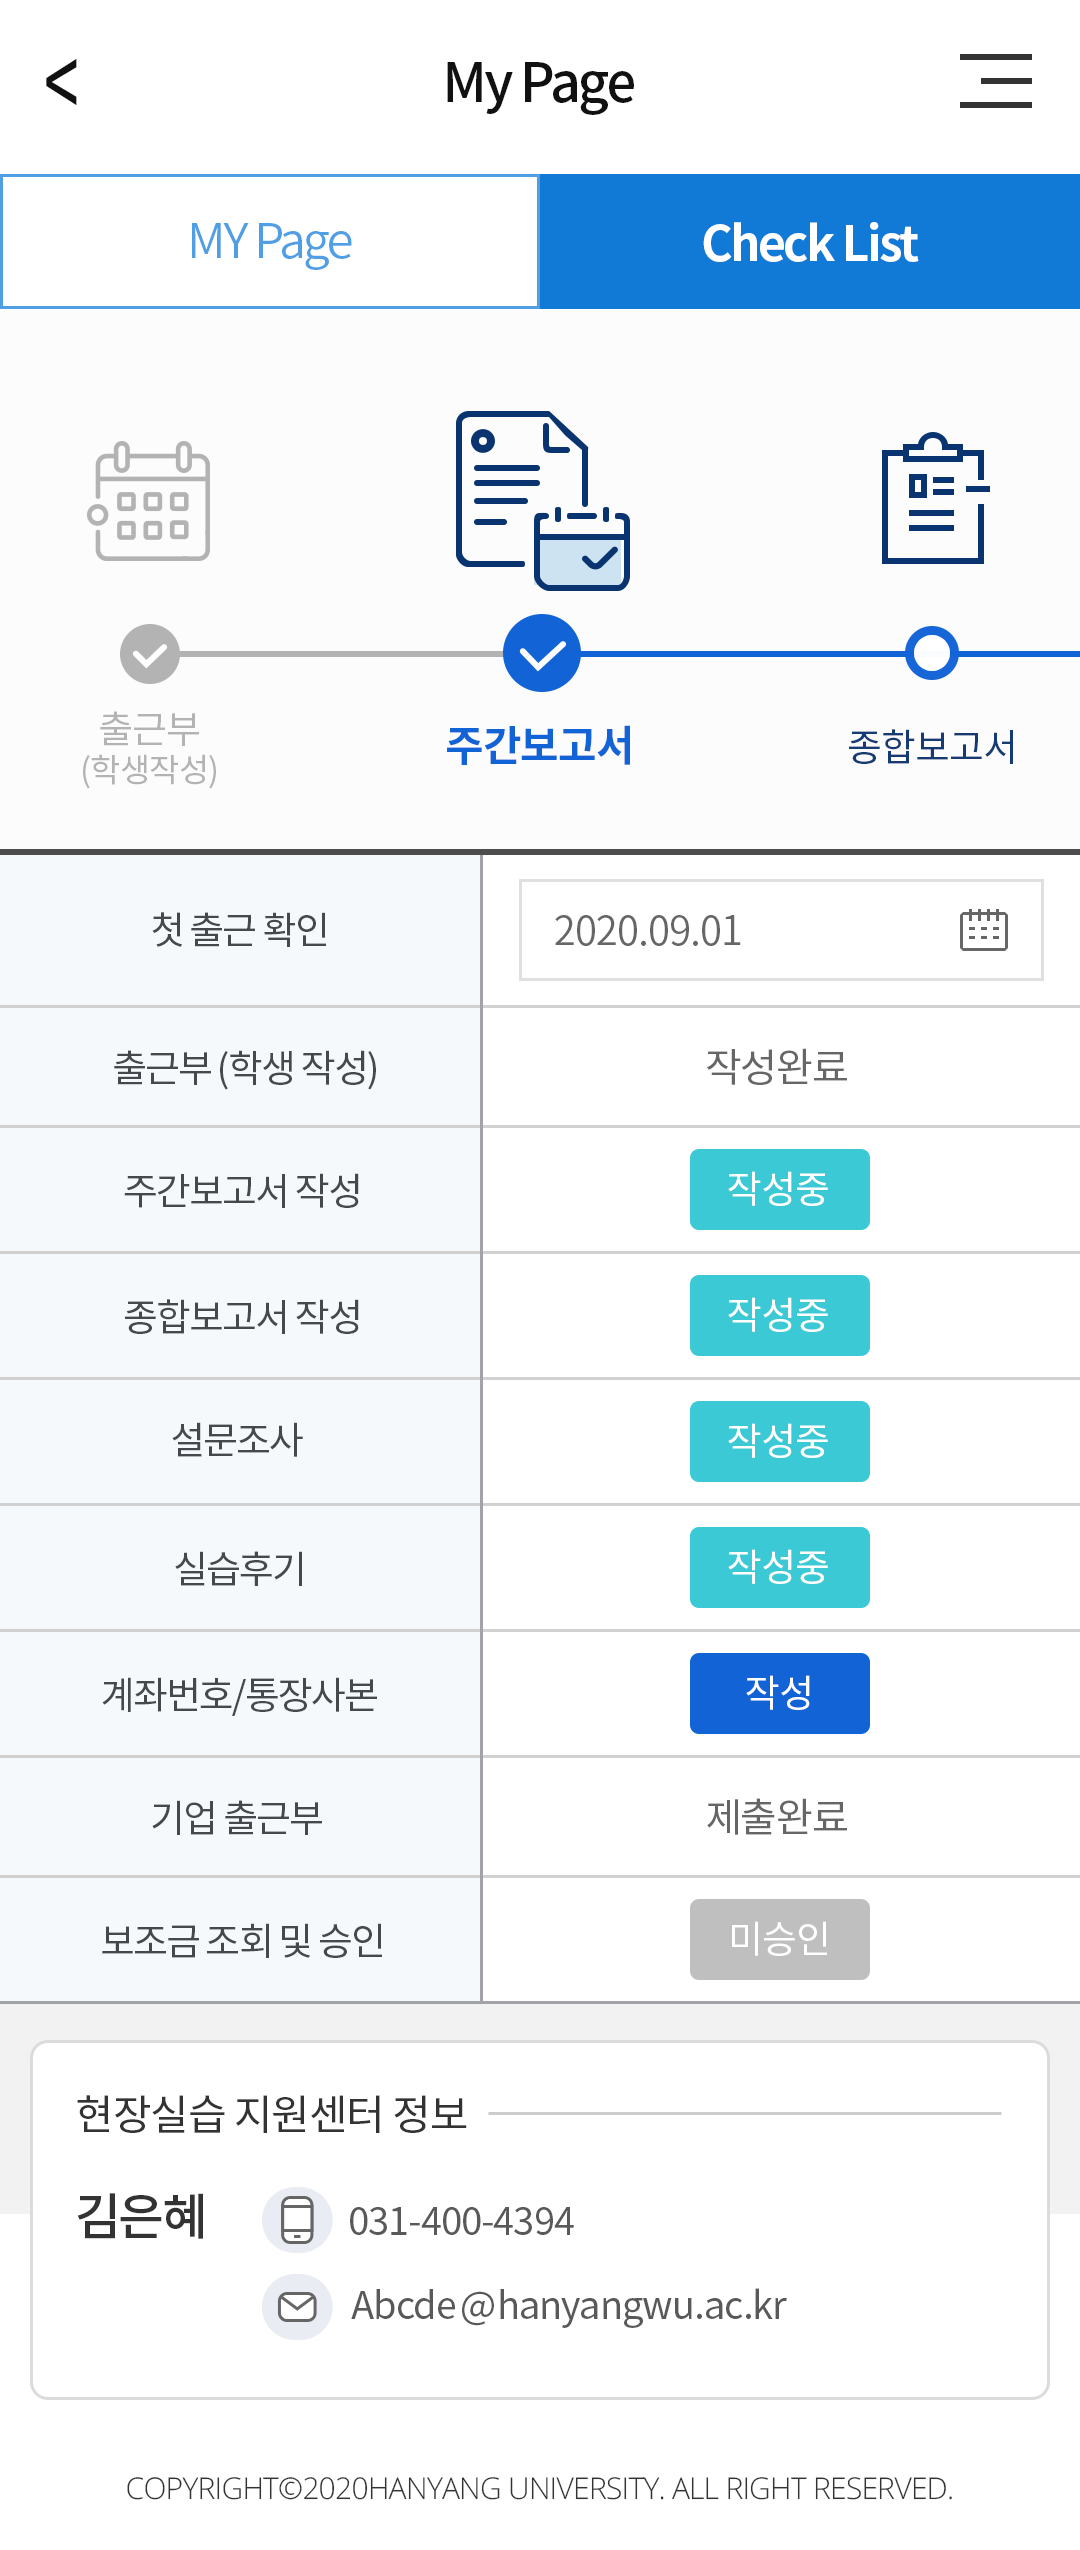 My Page
MY Page
Check List
출근부
(학생작성)
주간보고서
종합보고서
첫 출근 확인
2020.09.01
출근부 (학생 작성)
작성완료
주간보고서 작성
작성중
종합보고서 작성
작성중
설문조사
작성중
실습후기
작성중
계좌번호/통장사본
작성
기업 출근부
제출완료
보조금 조회 및 승인
미승인
현장실습 지원센터 정보
김은혜
031-400-4394
Abcde@hanyangwu.ac.kr
COPYRIGHT©2020HANYANG UNIVERSITY. ALL RIGHT RESERVED.